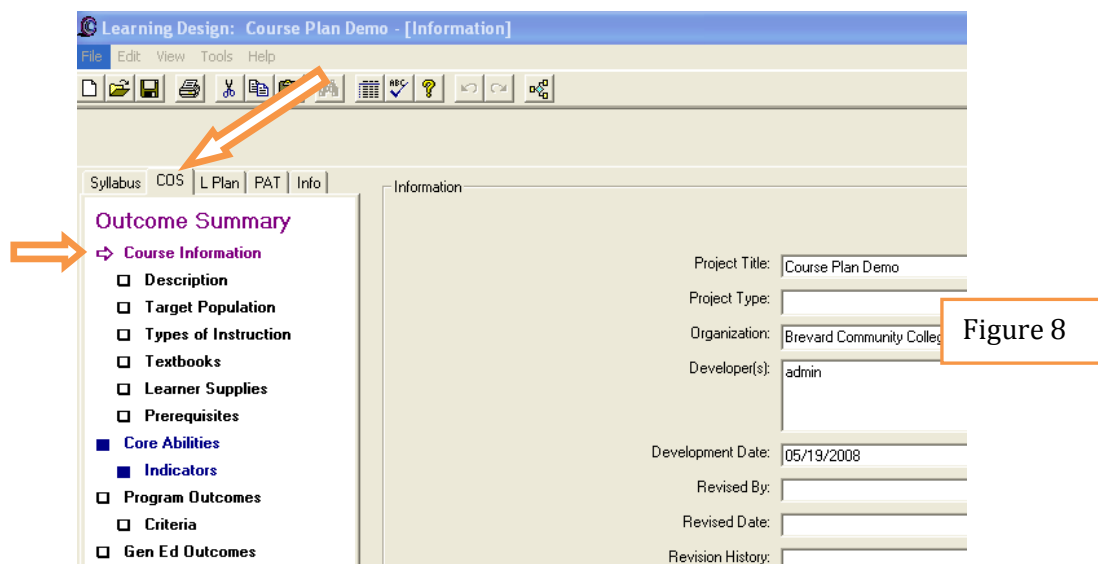 Learning Design: Course Plan Demo - [Information]
File Edit View Tools Help
ABC
?
Syllabus COS L Plan PAT Info
Outcome Summary
Course Information
Description
Target Population
Types of Instruction
Textbooks
Learner Supplies
Prerequisites
Core Abilities
Indicators
Program Outcomes
Criteria
Gen Ed Outcomes
Information
Project Title: Course Plan Demo
Project Type:
Organization: Brevard Community Colleg
Developer(s): admin
Development Date: 05/19/2008
Revised By:
Revised Date:
Revision History:
Figure 8